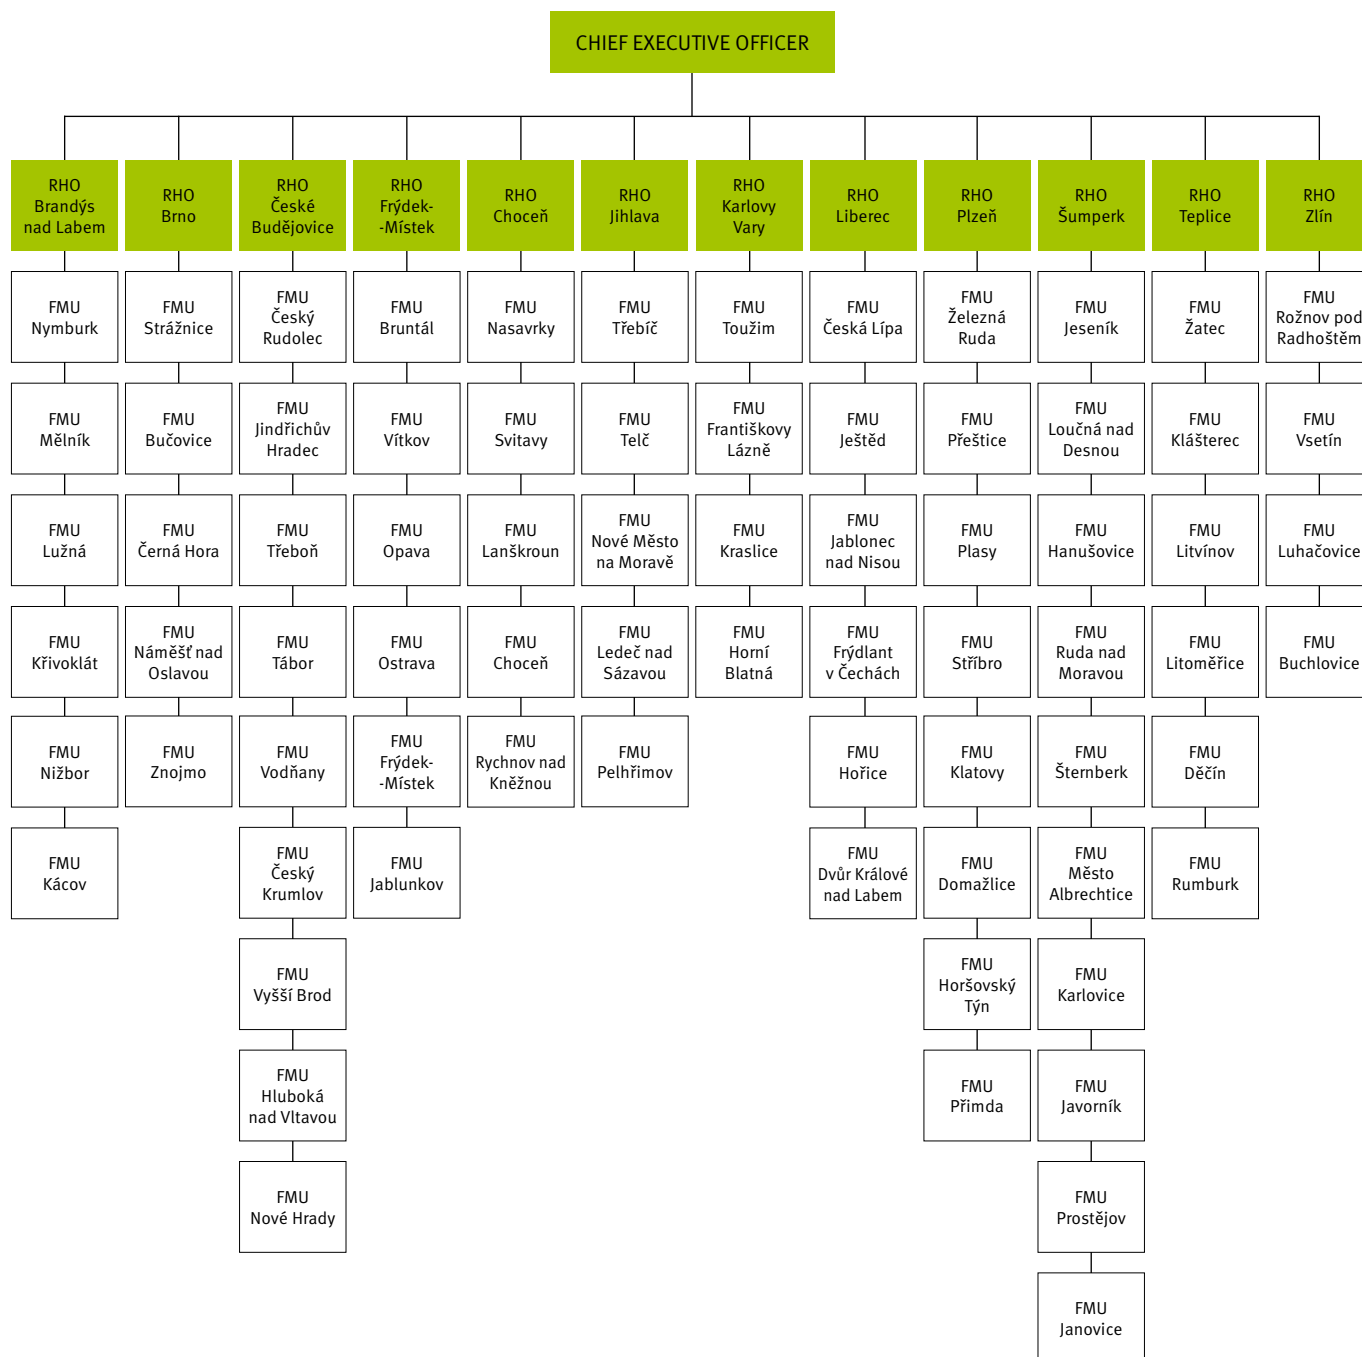 CHIEF EXECUTIVE OFFICER
RHO
Brandýs
nad Labem
RHO
Brno
RHO
České
Budějovice
RHO
Frýdek-
-Místek
RHO
Choceň
RHO
Jihlava
RHO
Karlovy
Vary
RHO
Liberec
RHO
Plzeň
RHO
Šumperk
RHO
Teplice
RHO
Zlín
FMU
Nymburk
FMU
Strážnice
FMU
Český
Rudolec
FMU
Bruntál
FMU
Nasavrky
FMU
Třebíč
FMU
Toužim
FMU
Česká Lípa
FMU
Železná
Ruda
FMU
Jeseník
FMU
Žatec
FMU
Rožnov pod
Radhoštěm
FMU
Mělník
FMU
Bučovice
FMU
Jindřichův
Hradec
FMU
Vítkov
FMU
Svitavy
FMU
Telč
FMU
Františkovy
Lázně
FMU
Ještěd
FMU
Přeštice
FMU
Loučná nad
Desnou
FMU
Klášterec
FMU
Vsetín
FMU
Lužná
FMU
Černá Hora
FMU
Třeboň
FMU
Opava
FMU
Lanškroun
FMU
Nové Město
na Moravě
FMU
Kraslice
FMU
Jablonec
nad Nisou
FMU
Plasy
FMU
Hanušovice
FMU
Litvínov
FMU
Luhačovice
FMU
Křivoklát
FMU
Náměšť nad
Oslavou
FMU
Tábor
FMU
Ostrava
FMU
Choceň
FMU
Ledeč nad
Sázavou
FMU
Horní
Blatná
FMU
Frýdlant
v Čechách
FMU
Stříbro
FMU
Ruda nad
Moravou
FMU
Litoměřice
FMU
Buchlovice
FMU
Nižbor
FMU
Znojmo
FMU
Vodňany
FMU
Frýdek-
-Místek
FMU
Rychnov nad
Kněžnou
FMU
Pelhřimov
FMU
Hořice
FMU
Klatovy
FMU
Šternberk
FMU
Děčín
FMU
Kácov
FMU
Český
Krumlov
FMU
Jablunkov
FMU
Dvůr Králové
nad Labem
FMU
Domažlice
FMU
Město
Albrechtice
FMU
Rumburk
FMU
Vyšší Brod
FMU
Horšovský
Týn
FMU
Karlovice
FMU
Hluboká
nad Vltavou
FMU
Přimda
FMU
Javorník
FMU
Nové Hrady
FMU
Prostějov
FMU
Janovice